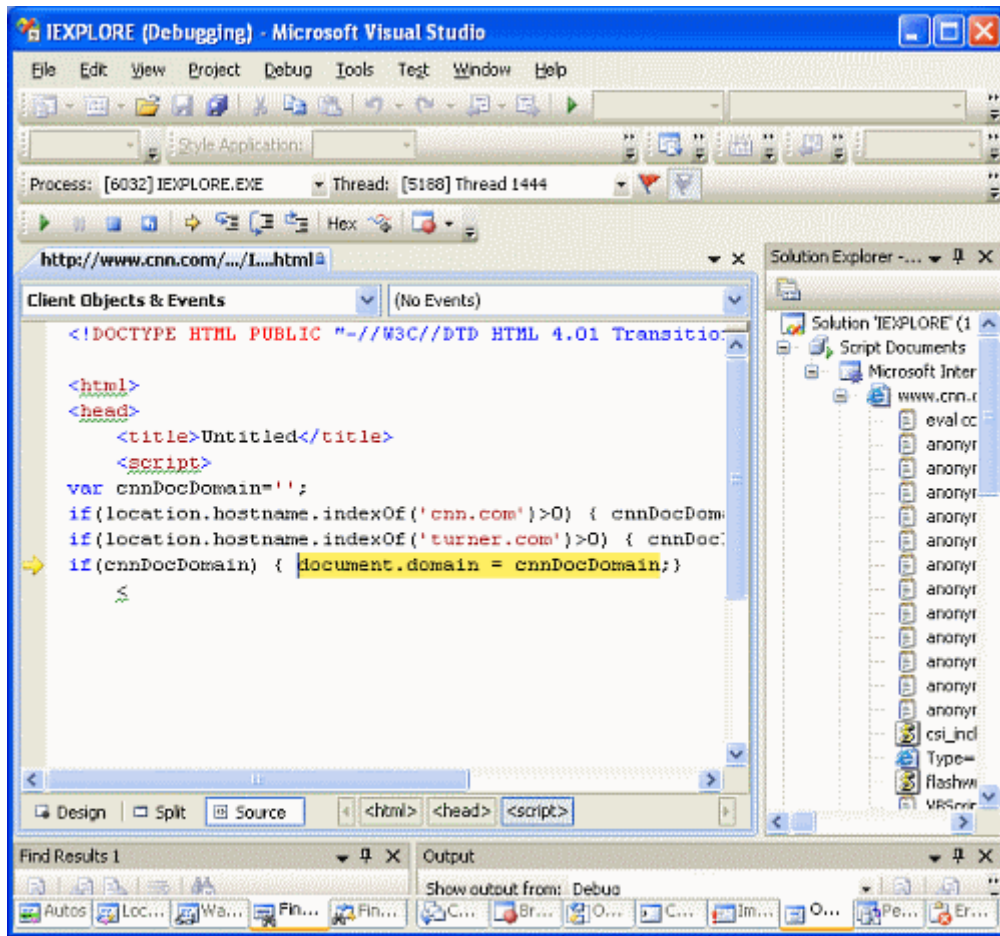 IEXPLORE (Debugging) - Microsoft Visual Studio
File Edit View Project Debug Tools Test Window Help
Style Application:
Process: [6032] IEXPLORE.EXE Thread: [5188] Thread 1444
Hex
http://www.cnn.com/.../I....html
Client Objects & Events (No Events)
<!DOCTYPE HTML PUBLIC "-//W3C//DTD HTML 4.01 Transitio
<html>
<head>
<title>Untitled</title>
<script>
var cnnDocDomain='';
if(location.hostname.indexOf('cnn.com')>0) { cnnDocDom
if(location.hostname.indexOf('turner.com')>0) { cnnDoc
if(cnnDocDomain) { document.domain = cnnDocDomain;}
<
Design Split Source <html> <head> <script>
Solution Explorer -...
Solution 'IEXPLORE' (1
Script Documents
Microsoft Inter
www.cnn.c
eval cc
anonyr
anonyr
anonyr
anonyr
anonyr
anonyr
anonyr
anonyr
anonyr
anonyr
anonyr
anonyr
csi_incl
Type=
flashw
VBScrir
Find Results 1
Output
Show output from: Debug
Autos Loc... Wa... Fin... Fin... C... Br... O... C... Im... O... Pe... Er...